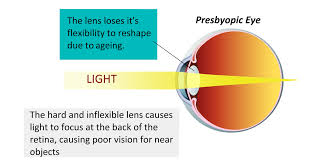 The lens loses it's
flexibility to reshape
due to ageing.
Presbyopic Eye
LIGHT
The hard and inflexible lens causes
light to focus at the back of the
retina, causing poor vision for near
objects